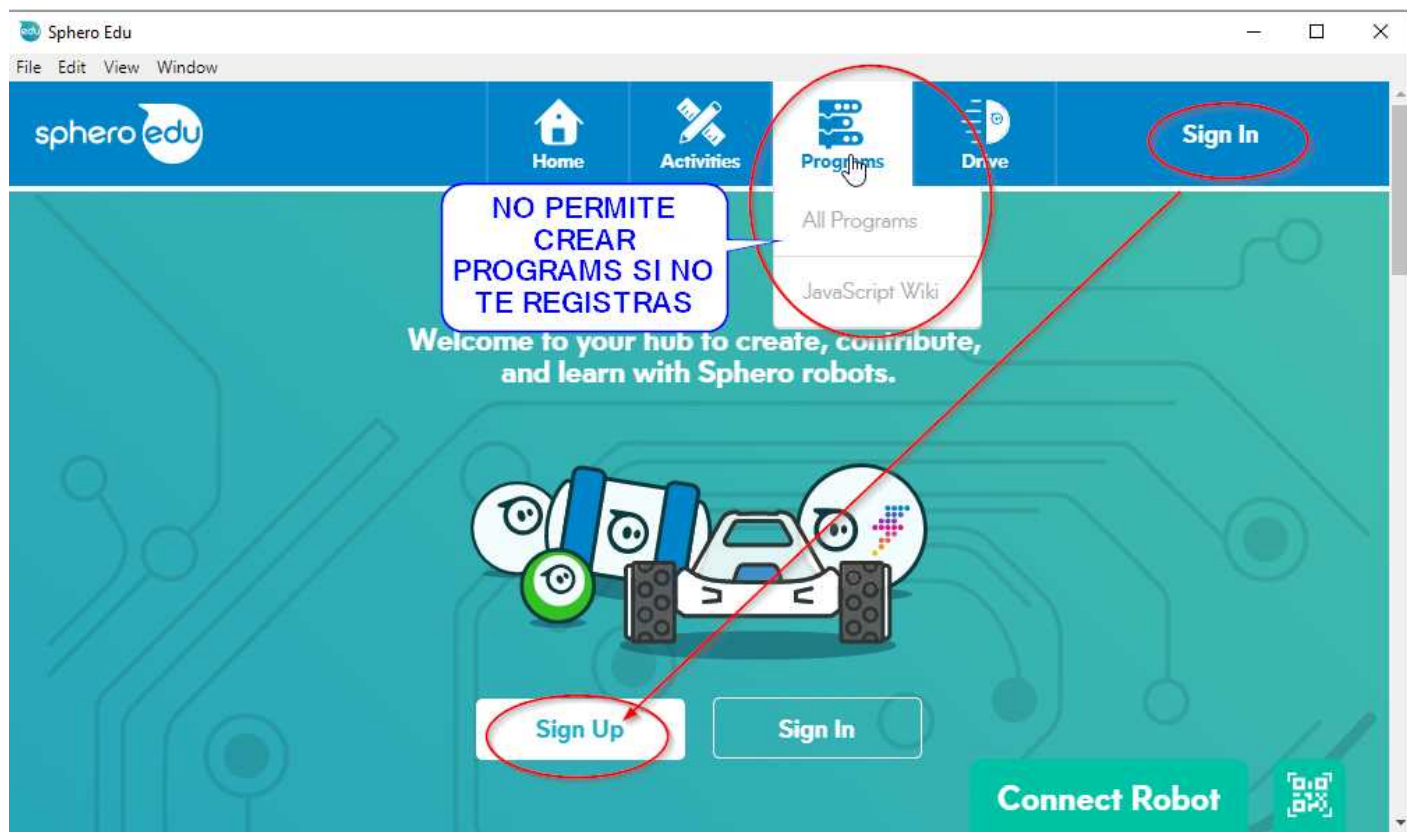 Sphero Edu
File Edit View Window
sphero edu
Home
Activities
Programs
Drive
Sign In
NO PERMITE
CREAR
PROGRAMS SI NO
TE REGISTRAS
All Programs
JavaScript Wiki
Welcome to your hub to create, contribute,
and learn with Sphero robots.
Sign Up
Sign In
Connect Robot